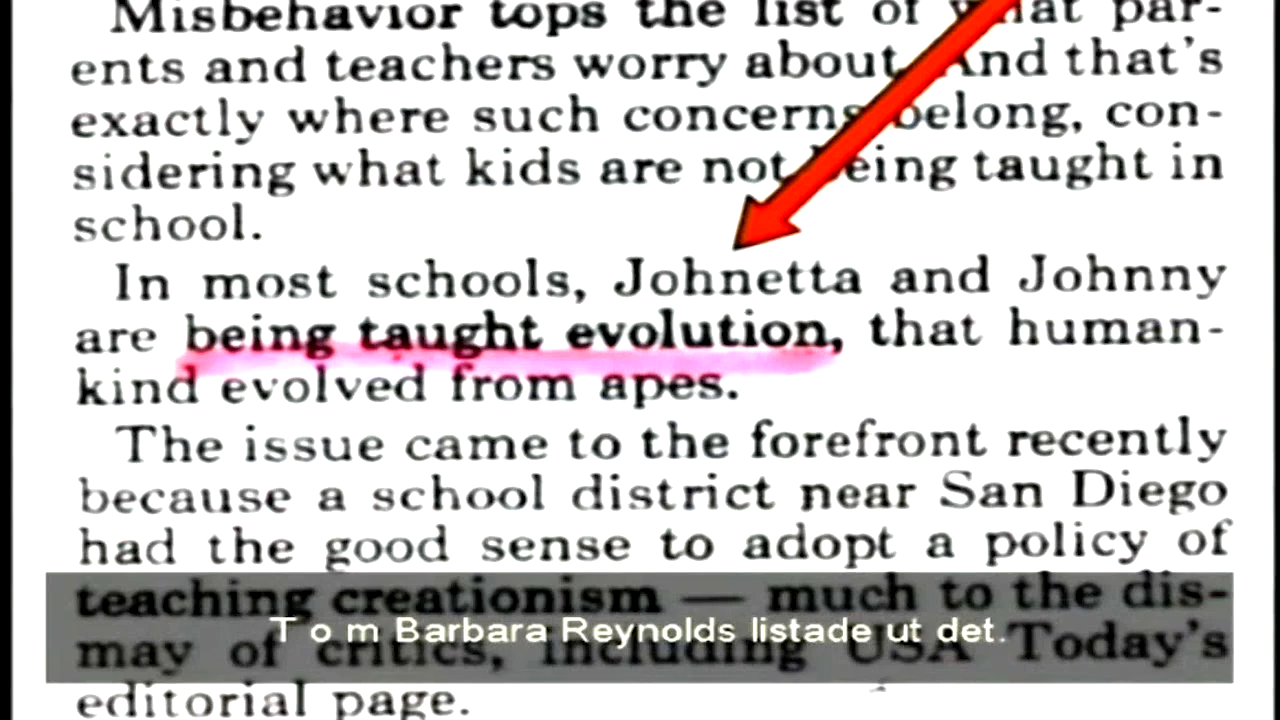 Misbehavior tops the list of what par-
ents and teachers worry about. And that's
exactly where such concerns belong, con-
sidering what kids are not being taught in
school.
In most schools, Johnetta and Johnny
are being taught evolution, that human-
kind evolved from apes.
The issue came to the forefront recently
because a school district near San Diego
had the good sense to adopt a policy of
teaching creationism — much to the dis-
may of critics, including USA Today's
editorial page.
T o m Barbara Reynolds listade ut det.